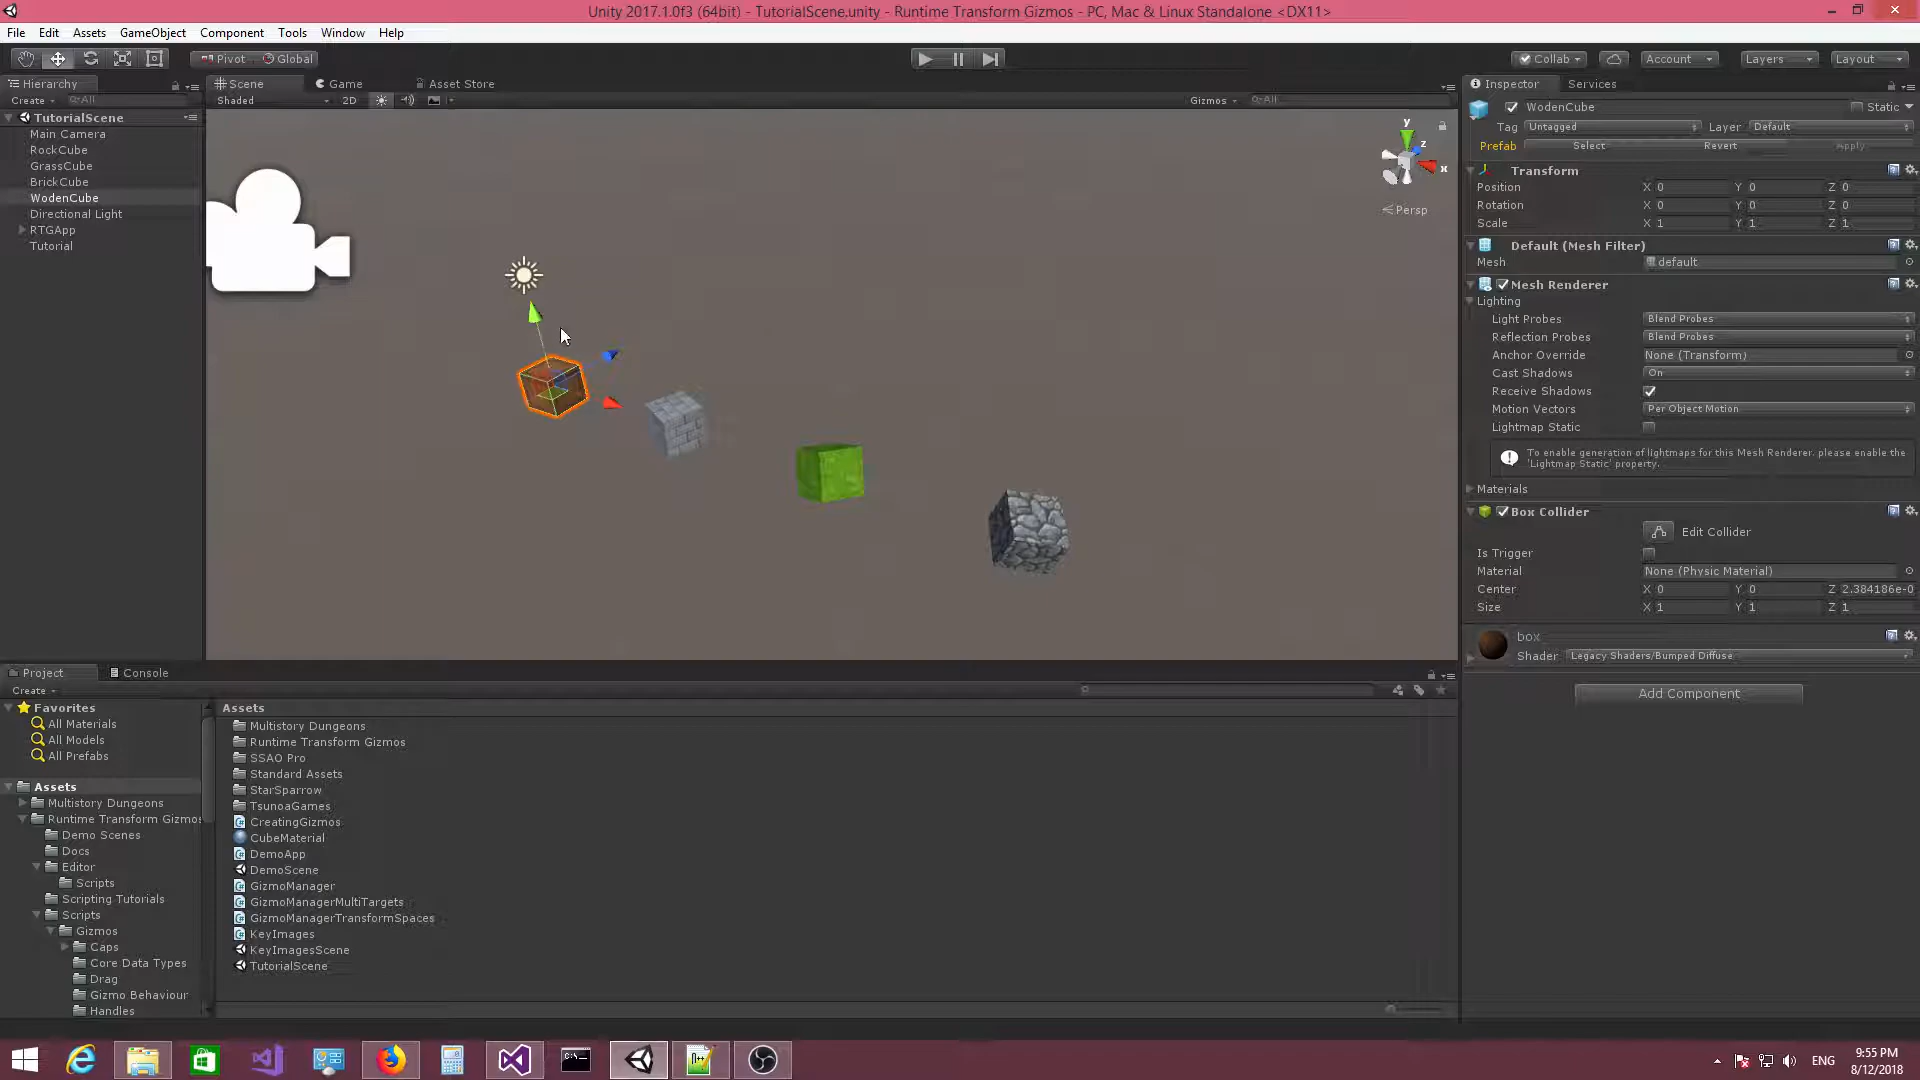 Unity 2017.1.0f3 (64bit) - TutorialScene.unity - Runtime Transform Gizmos - PC, Mac & Linux Standalone <DX11>
File Edit Assets GameObject Component Tools Window Help
Pivot Global Collab Account Layers Layout
Hierarchy Scene Game Asset Store Inspector Services
Create All Shaded 2D Gizmos All
WodenCube Static
TutorialScene
Tag Untagged Layer Default
Main Camera
Prefab Select Revert Apply
RockCube
GrassCube
BrickCube
WodenCube
Directional Light
RTGApp
Tutorial
y
z
x
Persp
Transform
Position X 0 Y 0 Z 0
Rotation X 0 Y 0 Z 0
Scale X 1 Y 1 Z 1
Default (Mesh Filter)
Mesh default
Mesh Renderer
Lighting
Light Probes Blend Probes
Reflection Probes Blend Probes
Anchor Override None (Transform)
Cast Shadows On
Receive Shadows
Motion Vectors Per Object Motion
Lightmap Static
To enable generation of lightmaps for this Mesh Renderer, please enable the
'Lightmap Static' property.
Materials
Box Collider
Edit Collider
Is Trigger
Material None (Physic Material)
Center X 0 Y 0 Z 2.384186e-0
Size X 1 Y 1 Z 1
box
Shader Legacy Shaders/Bumped Diffuse
Add Component
Project Console
Create
Favorites
All Materials
All Models
All Prefabs
Assets
Multistory Dungeons
Runtime Transform Gizmos
Demo Scenes
Docs
Editor
Scripts
Scripting Tutorials
Scripts
Gizmos
Caps
Core Data Types
Drag
Gizmo Behaviour
Handles
Assets
Multistory Dungeons
Runtime Transform Gizmos
SSAO Pro
Standard Assets
StarSparrow
TsunoaGames
CreatingGizmos
CubeMaterial
DemoApp
DemoScene
GizmoManager
GizmoManagerMultiTargets
GizmoManagerTransformSpaces
KeyImages
KeyImagesScene
TutorialScene
ENG
9:55 PM
8/12/2018